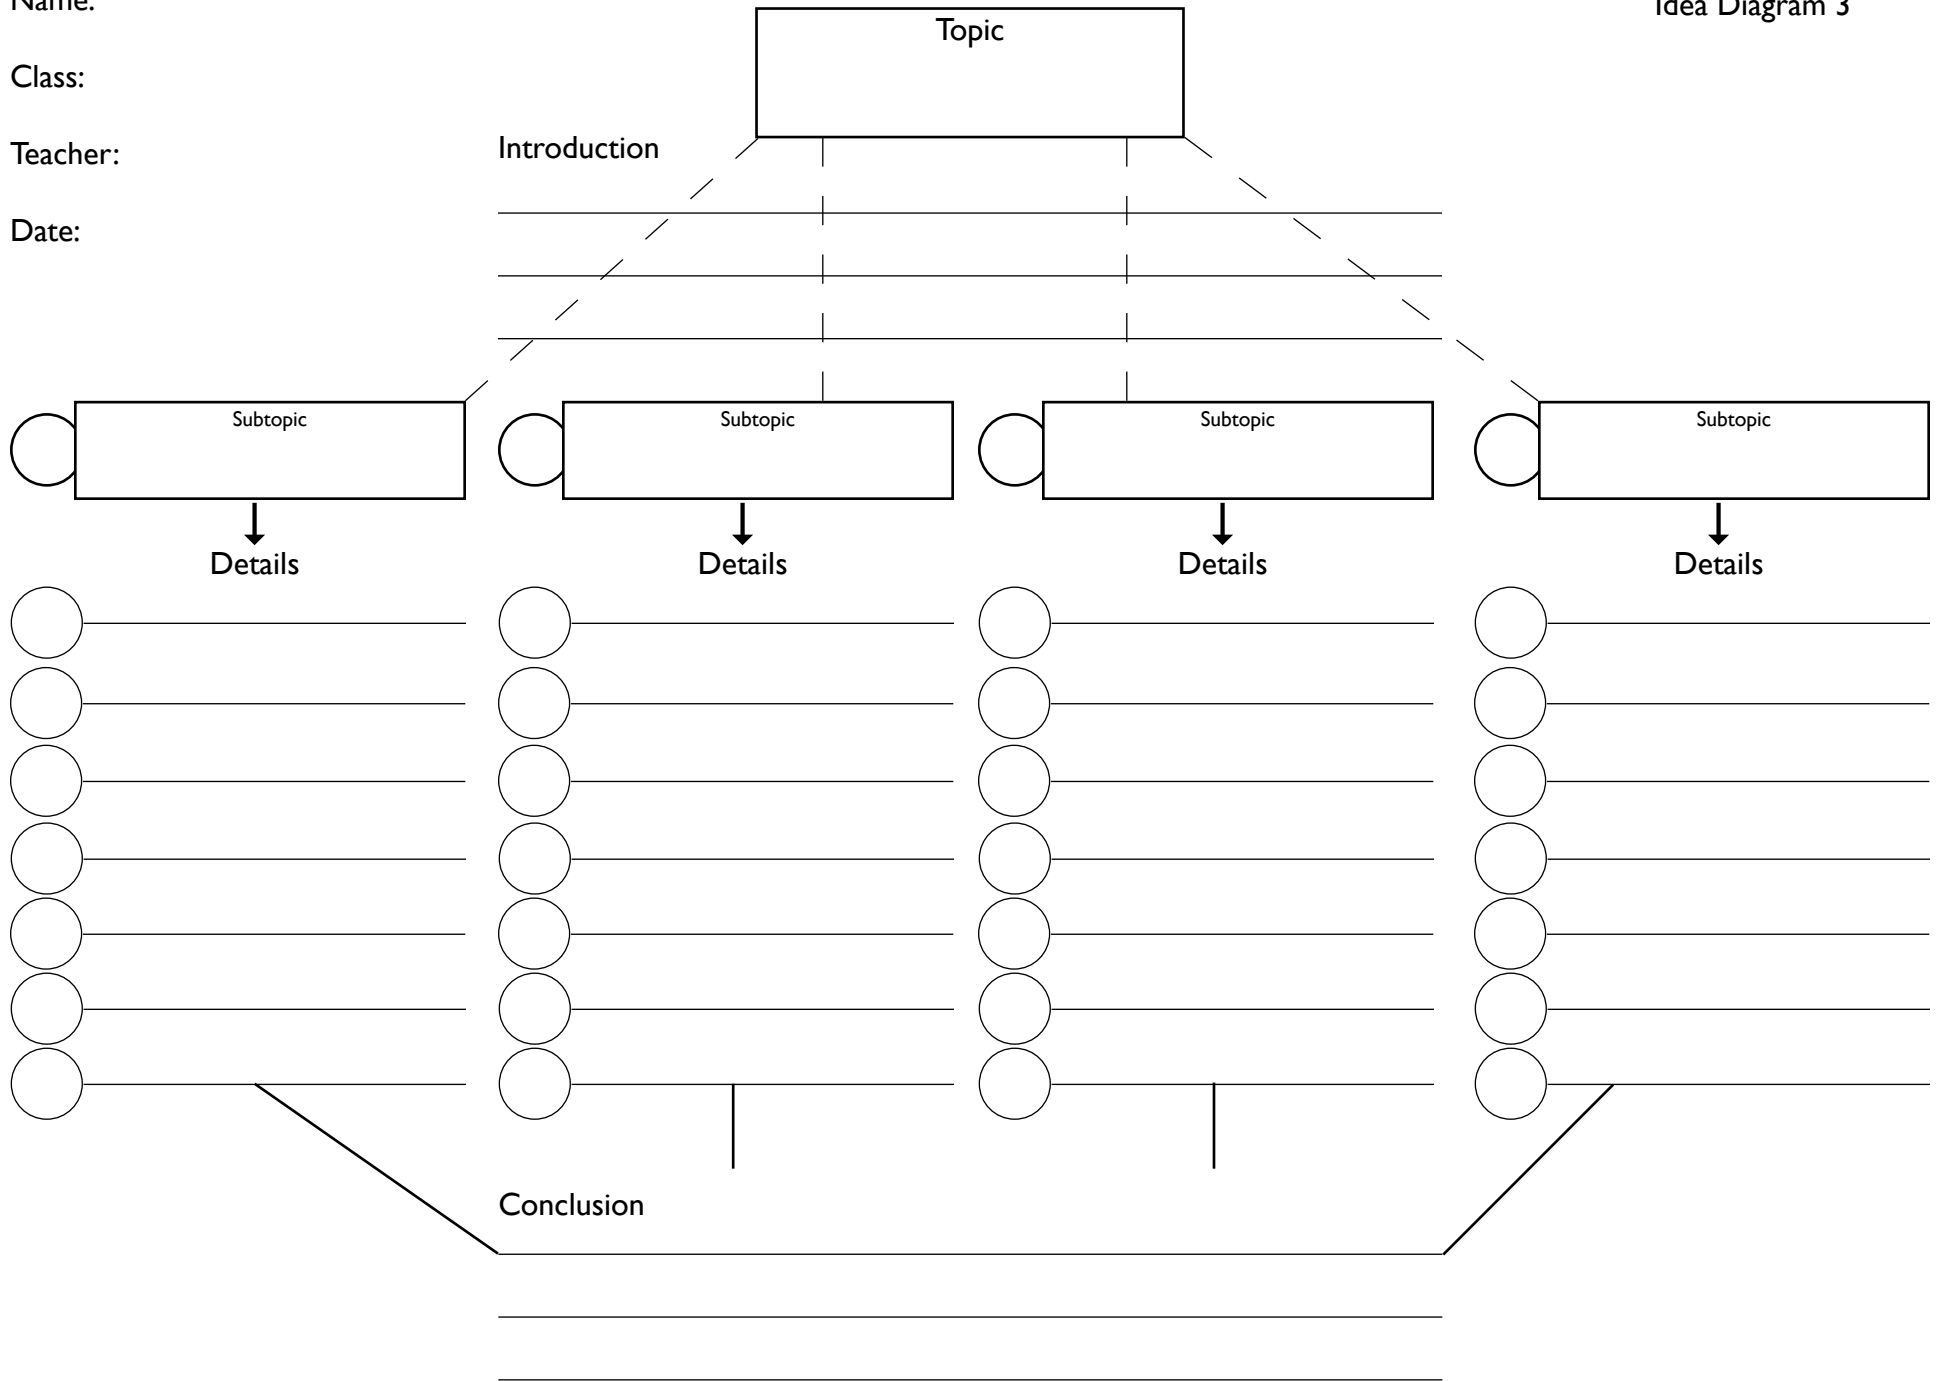 Name:
Idea Diagram 3
Topic
Class:
Teacher:
Introduction
Date:
Subtopic
Subtopic
Subtopic
Subtopic
Details
Details
Details
Details
Conclusion